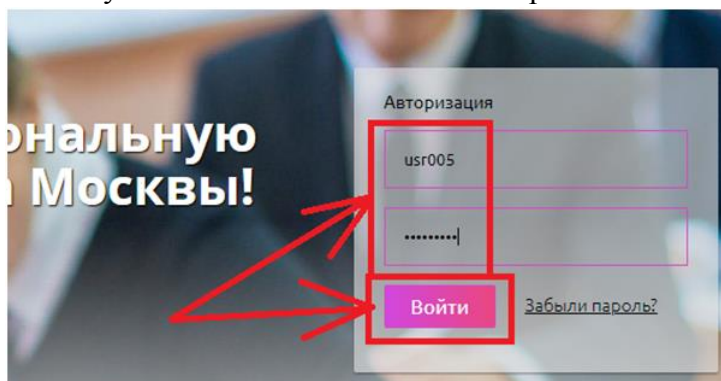 Авторизация
ональную
Москвы!
usr005
•••••••••
Войти
Забыли пароль?